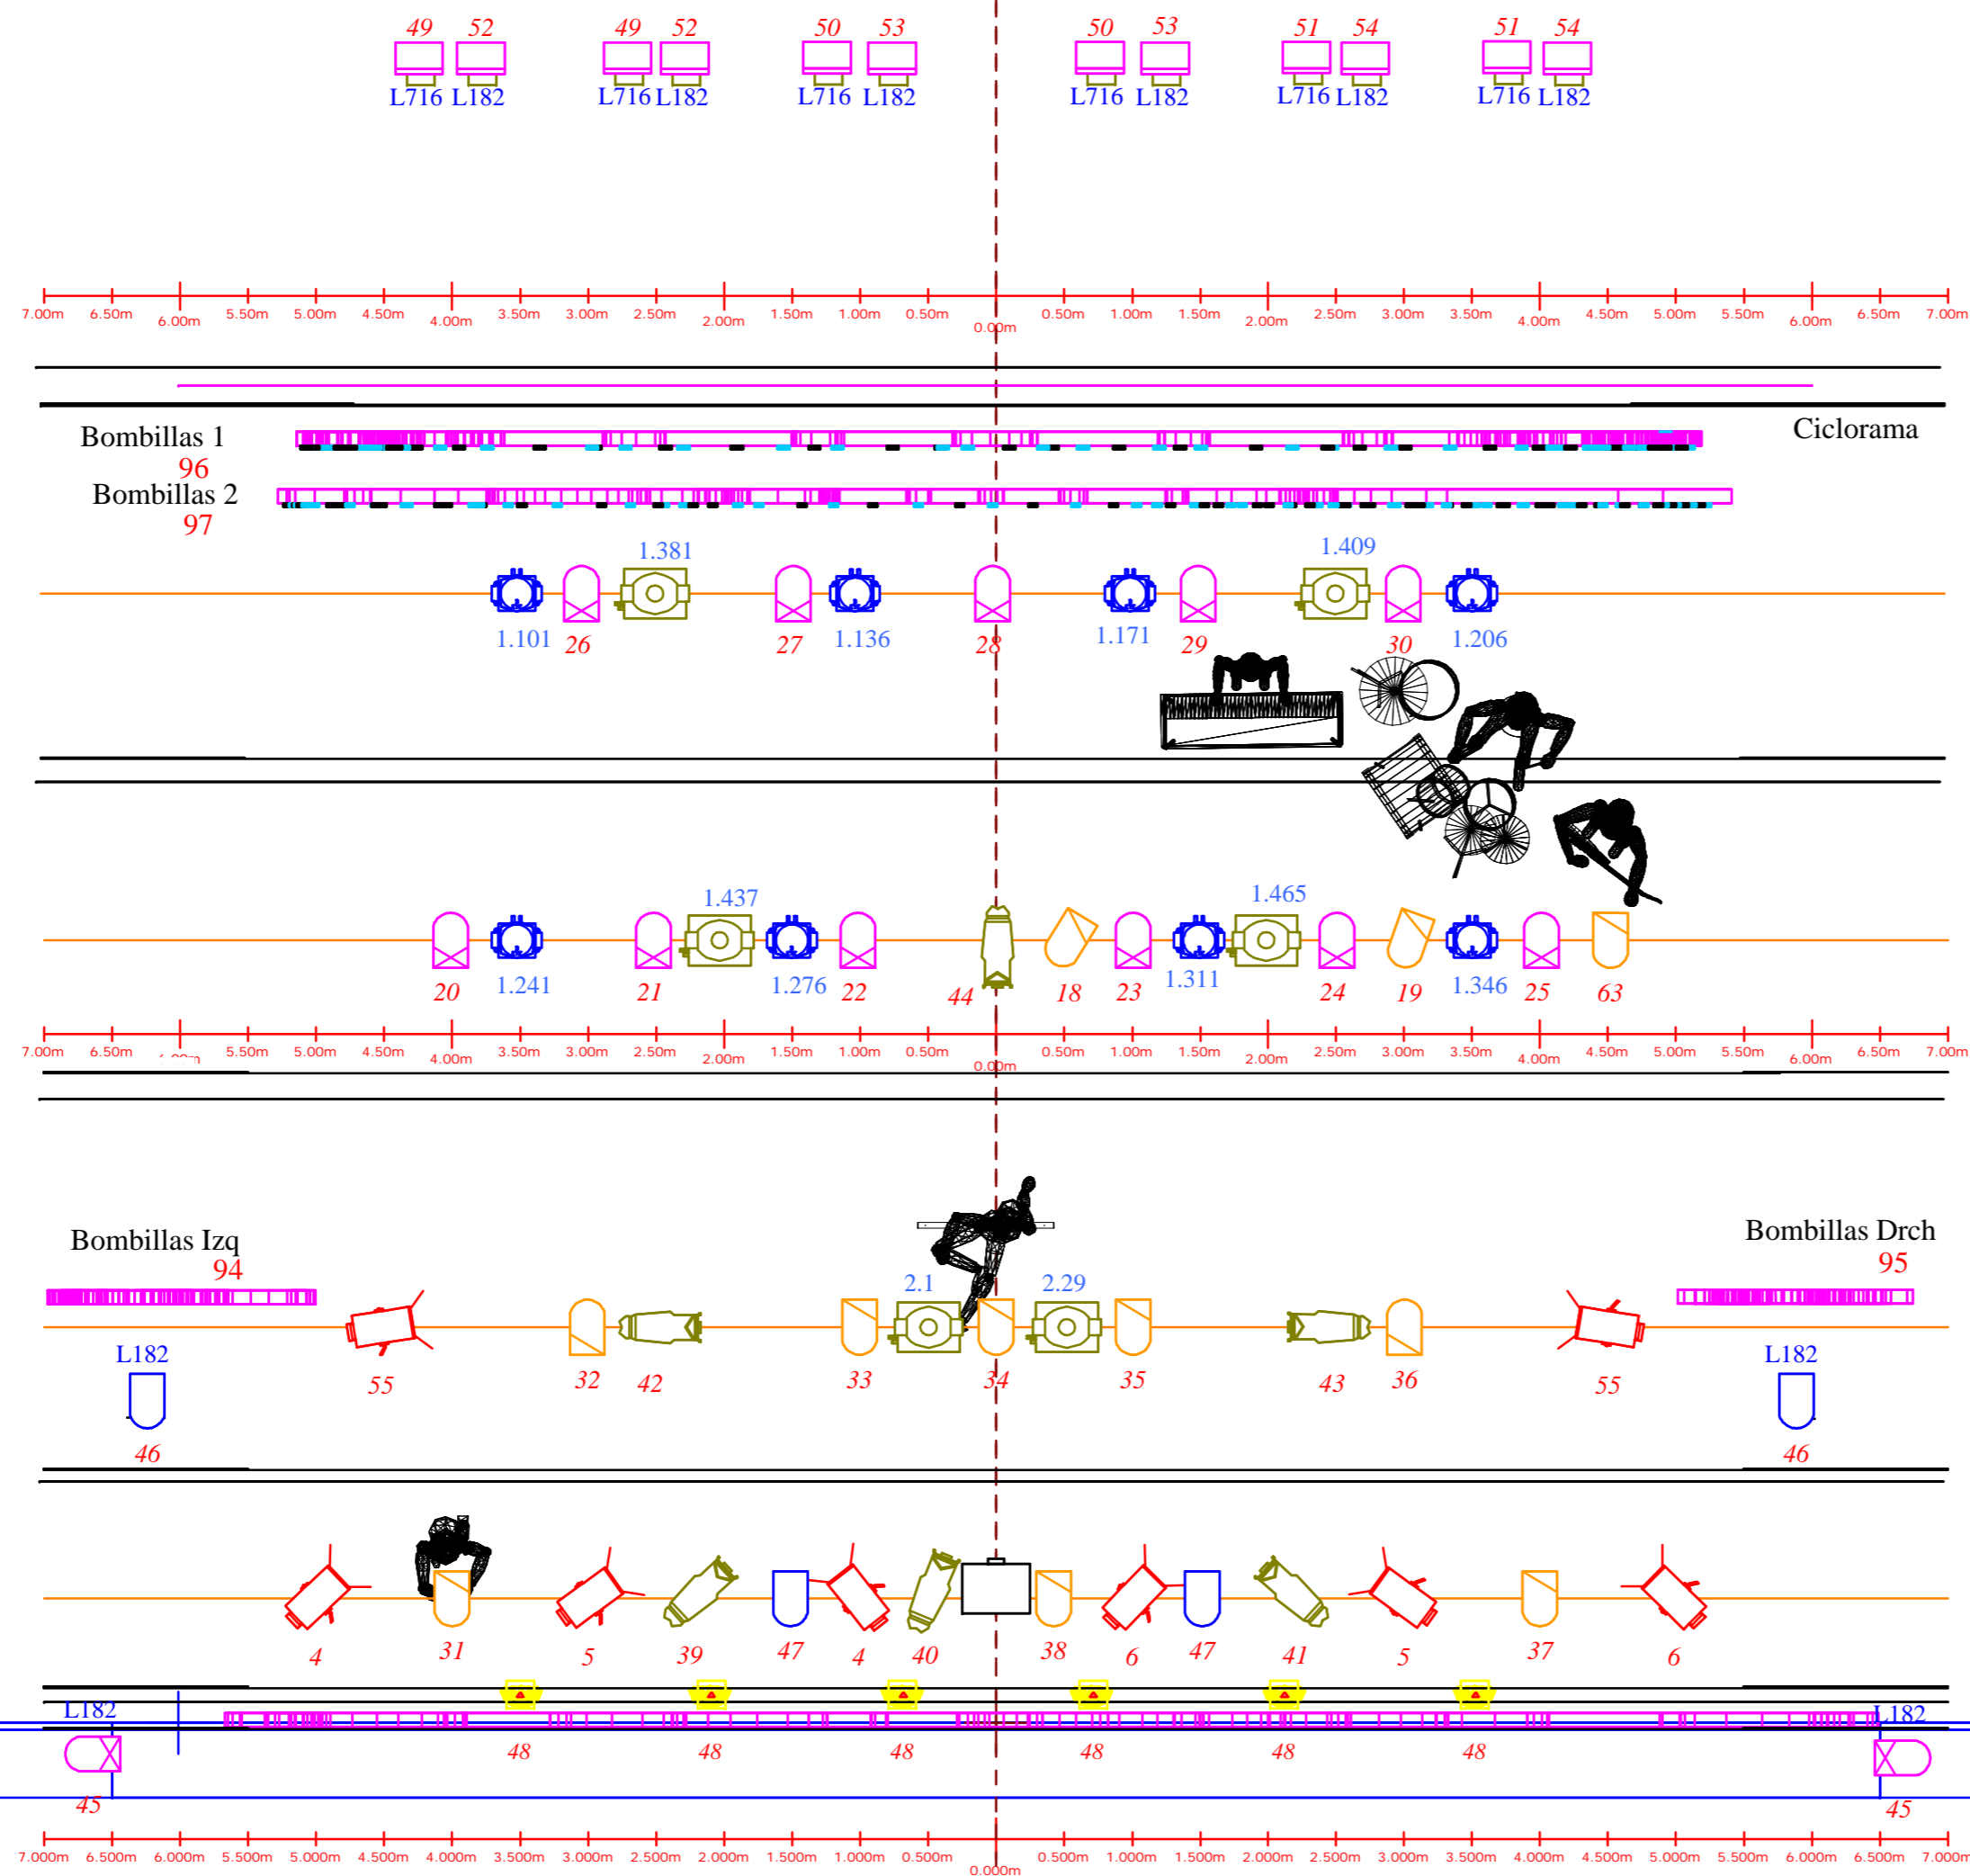 49 52 49 52 50 53 50 53 51 54 51 54
L716 L182 L716 L182 L716 L182 L716 L182 L716 L182 L716 L182
7.00m 6.50m 6.00m 5.50m 5.00m 4.50m 4.00m 3.50m 3.00m 2.50m 2.00m 1.50m 1.00m 0.50m 0.00m 0.50m 1.00m 1.50m 2.00m 2.50m 3.00m 3.50m 4.00m 4.50m 5.00m 5.50m 6.00m 6.50m 7.00m
Bombillas 1 Ciclorama
96
Bombillas 2
97
1.381 1.409
1.101 26 27 1.136 28 1.171 29 30 1.206
1.437 1.465
20 1.241 21 1.276 22 44 18 23 1.311 24 19 1.346 25 63
7.00m 6.50m 5.50m 5.00m 4.50m 4.00m 3.50m 3.00m 2.50m 2.00m 1.50m 1.00m 0.50m 0.00m 0.50m 1.00m 1.50m 2.00m 2.50m 3.00m 3.50m 4.00m 4.50m 5.00m 5.50m 6.00m 6.50m 7.00m
Bombillas Izq Bombillas Drch
94 95
2.1 2.29
L182 L182
55 32 42 33 34 35 43 36 55
46 46
4 31 5 39 47 4 40 38 6 47 41 5 37 6
L182 L182
48 48 48 48 48 48
45 45
7.000m 6.500m 6.000m 5.500m 5.000m 4.500m 4.000m 3.500m 3.000m 2.500m 2.000m 1.500m 1.000m 0.500m 0.000m 0.500m 1.000m 1.500m 2.000m 2.500m 3.000m 3.500m 4.000m 4.500m 5.000m 5.500m 6.000m 6.500m 7.000m